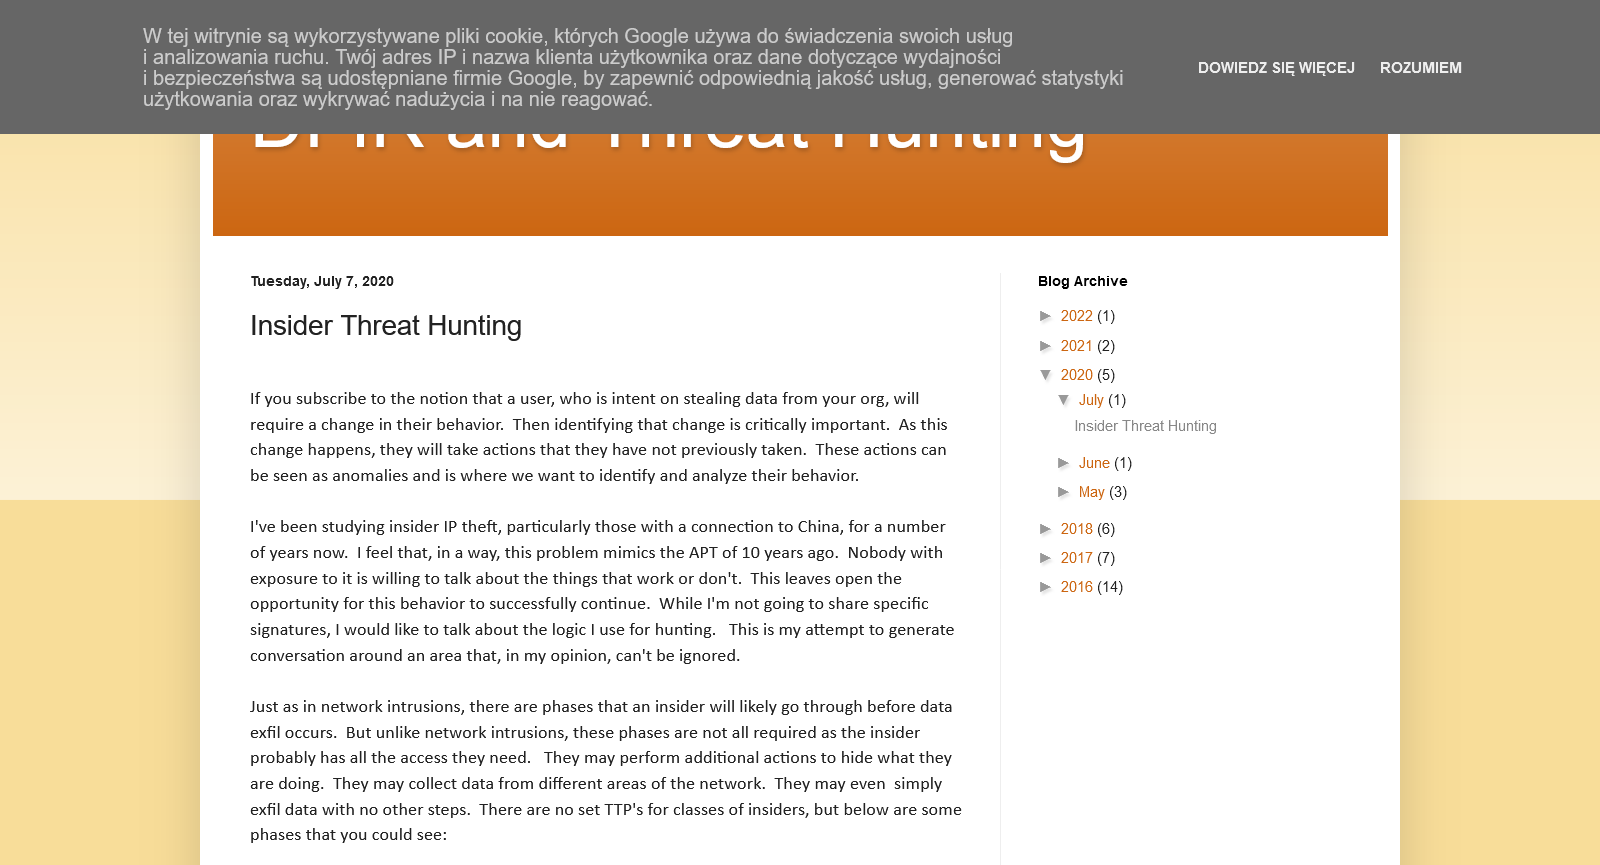 W tej witrynie są wykorzystywane pliki cookie, których Google używa do świadczenia swoich usług
i analizowania ruchu. Twój adres IP i nazwa klienta użytkownika oraz dane dotyczące wydajności
i bezpieczeństwa są udostępniane firmie Google, by zapewnić odpowiednią jakość usług, generować statystyki
użytkowania oraz wykrywać nadużycia i na nie reagować.
DOWIEDZ SIĘ WIĘCEJ ROZUMIEM
DFIR and Threat Hunting
Tuesday, July 7, 2020
Insider Threat Hunting
If you subscribe to the notion that a user, who is intent on stealing data from your org, will
require a change in their behavior.  Then identifying that change is critically important.  As this
change happens, they will take actions that they have not previously taken.  These actions can
be seen as anomalies and is where we want to identify and analyze their behavior.
I've been studying insider IP theft, particularly those with a connection to China, for a number
of years now.  I feel that, in a way, this problem mimics the APT of 10 years ago.  Nobody with
exposure to it is willing to talk about the things that work or don't.  This leaves open the
opportunity for this behavior to successfully continue.  While I'm not going to share specific
signatures, I would like to talk about the logic I use for hunting.   This is my attempt to generate
conversation around an area that, in my opinion, can't be ignored.
Just as in network intrusions, there are phases that an insider will likely go through before data
exfil occurs.  But unlike network intrusions, these phases are not all required as the insider
probably has all the access they need.   They may perform additional actions to hide what they
are doing.  They may collect data from different areas of the network.  They may even  simply
exfil data with no other steps.  There are no set TTP's for classes of insiders, but below are some
phases that you could see:
Blog Archive
► 2022 (1)
► 2021 (2)
▼ 2020 (5)
▼ July (1)
Insider Threat Hunting
► June (1)
► May (3)
► 2018 (6)
► 2017 (7)
► 2016 (14)